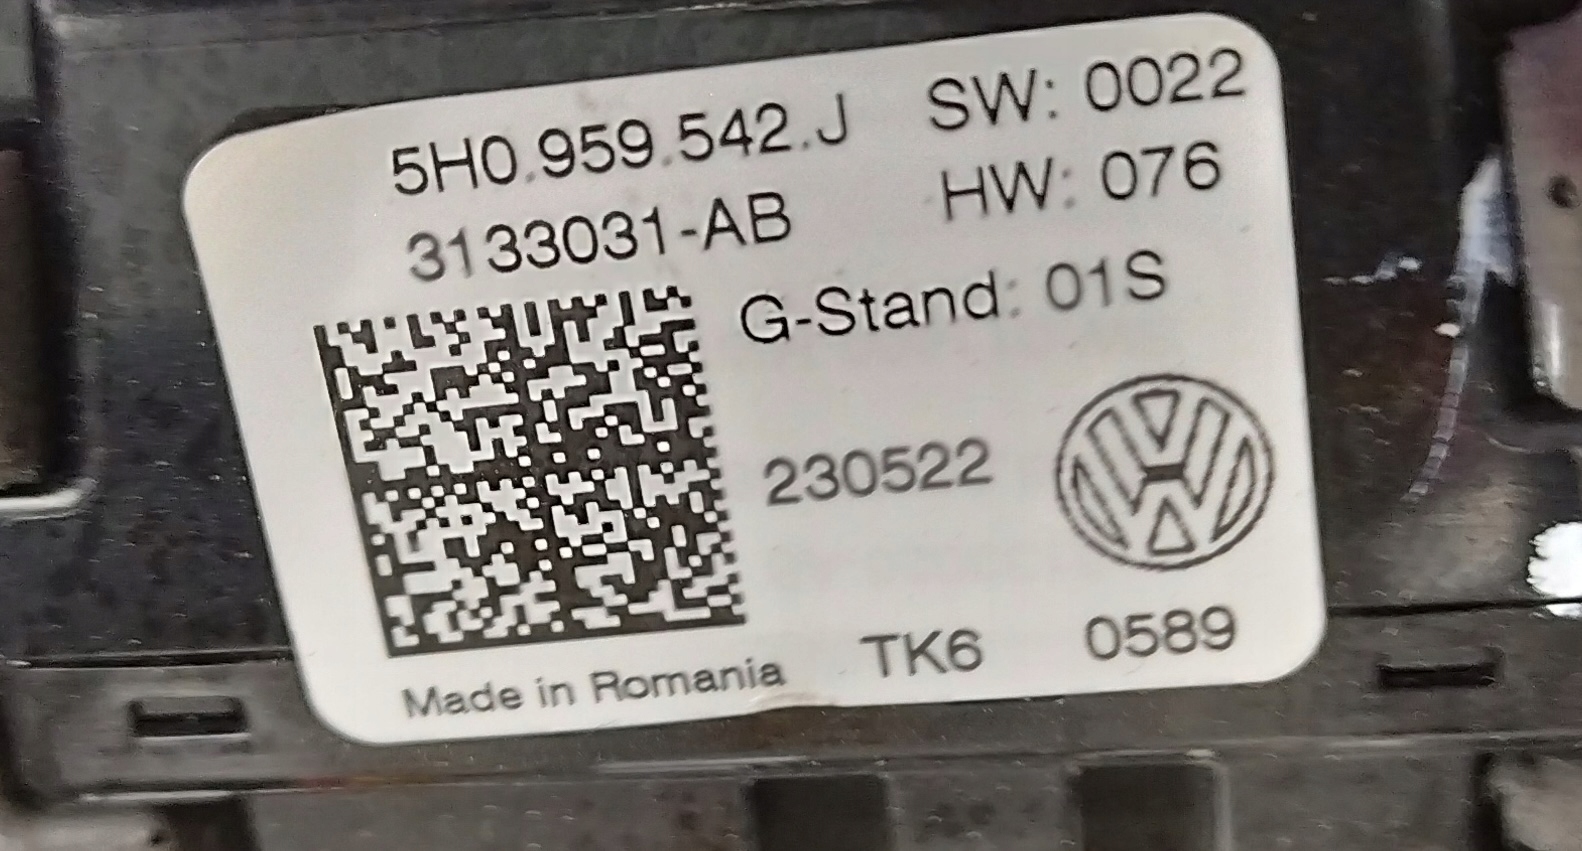 5H0.959.542.J SW: 0022
3133031-AB HW: 076
G-Stand: 01S
230522
Made in Romania TK6 0589